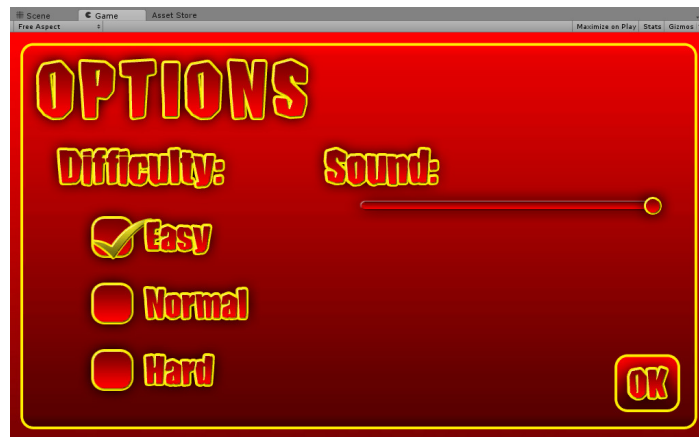 Scene Game Asset Store
Free Aspect Maximize on Play Stats Gizmos
OPTIONS
Difficulty: Sound:
Easy
Normal
Hard
OK